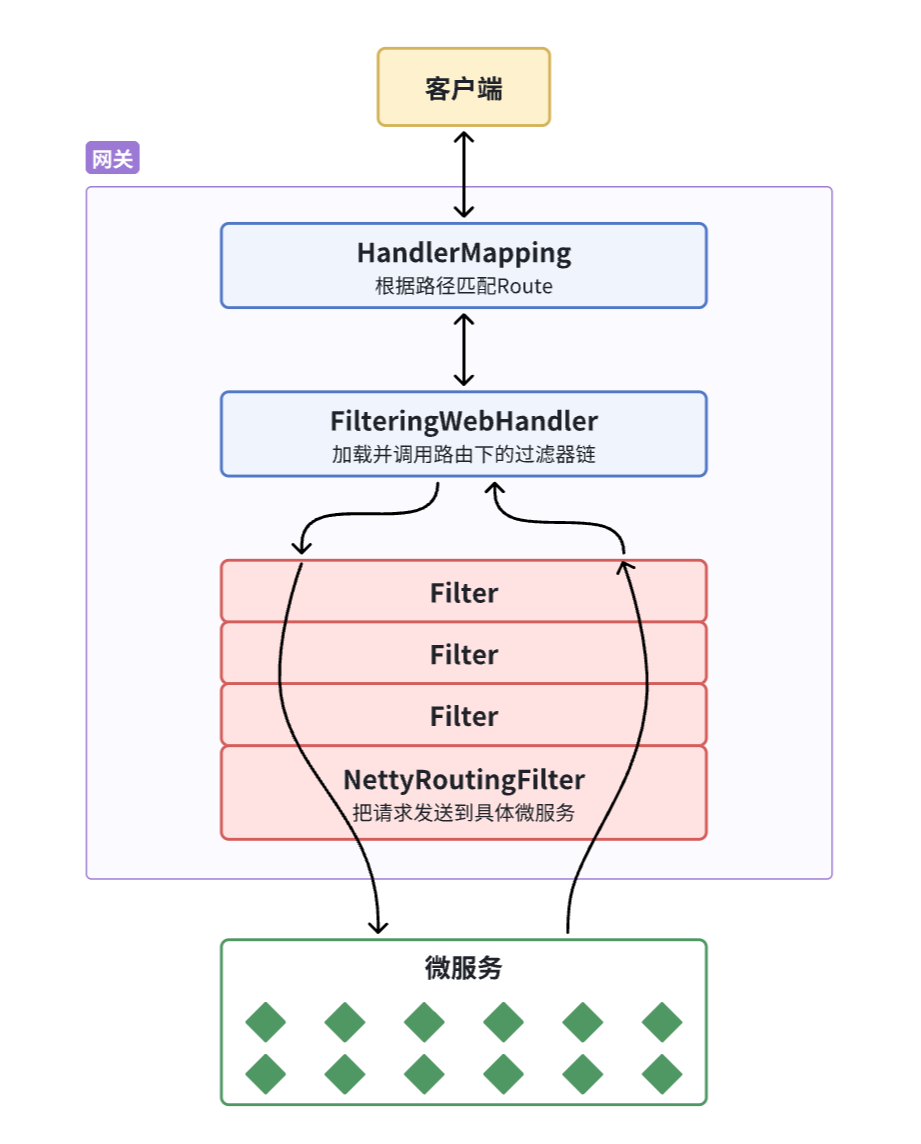 客户端
网关
HandlerMapping
根据路径匹配Route
FilteringWebHandler
加载并调用路由下的过滤器链
Filter
Filter
Filter
NettyRoutingFilter
把请求发送到具体微服务
微服务